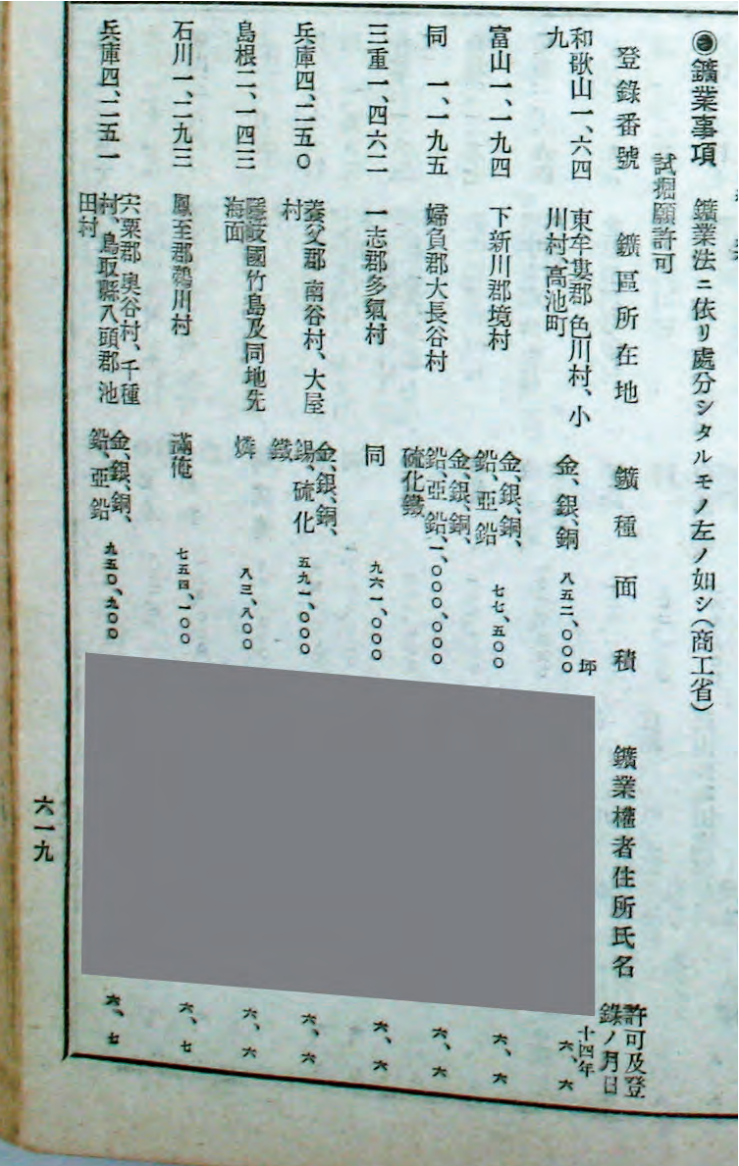 ◉鑛業事項　鑛業法ニ依リ處分シタルモノ左ノ如シ（商工省）
試掘願許可
登錄番號　鑛區所在地　鑛種　面積　鑛業權者住所氏名　許可及登錄ノ月日
和歌山一、六四九　東牟婁郡色川村、小川村、高池町　金、銀、銅　八五二、〇〇〇坪　十四年六、六
富山一、一九四　下新川郡境村　金、銀、銅、鉛、亞鉛　七七、五〇〇　六、六
同　一、一九五　婦負郡大長谷村　金、銀、銅、鉛、亞鉛、硫化鐵　一、〇〇〇、〇〇〇　六、六
三重一、四六二　一志郡多氣村　同　九六一、〇〇〇　六、六
兵庫四、二五〇　養父郡南谷村、大屋村　金、銀、銅、錫、硫化鐵　五九一、〇〇〇　六、六
島根二、一四三　隱岐國竹島及同地先海面　燐　八三、八〇〇　六、六
石川一、二九三　鳳至郡鵜川村　滿俺　七五四、一〇〇　六、七
兵庫四、二五一　宍粟郡奧谷村、千種村、鳥取縣八頭郡池田村　金、銀、銅、鉛、亞鉛　九五〇、九〇〇　六、七
六一九